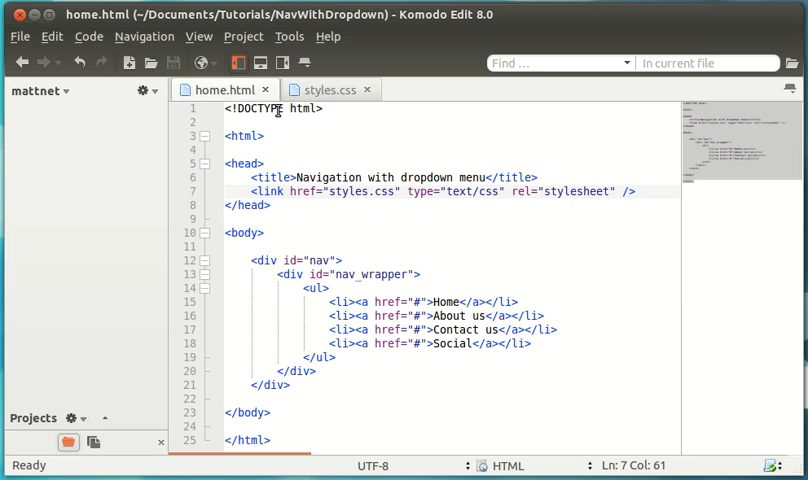 home.html (~/Documents/Tutorials/NavWithDropdown) - Komodo Edit 8.0
File Edit Code Navigation View Project Tools Help
Find ... In current file
mattnet home.html styles.css
1 <!DOCTYPE html>
2
3 <html>
4
5 <head>
6 <title>Navigation with dropdown menu</title>
7 <link href="styles.css" type="text/css" rel="stylesheet" />
8 </head>
9
10 <body>
11
12 <div id="nav">
13 <div id="nav_wrapper">
14 <ul>
15 <li><a href="#">Home</a></li>
16 <li><a href="#">About us</a></li>
17 <li><a href="#">Contact us</a></li>
18 <li><a href="#">Social</a></li>
19 </ul>
20 </div>
21 </div>
22
23 </body>
24
25 </html>
Projects
Ready UTF-8 HTML Ln: 7 Col: 61